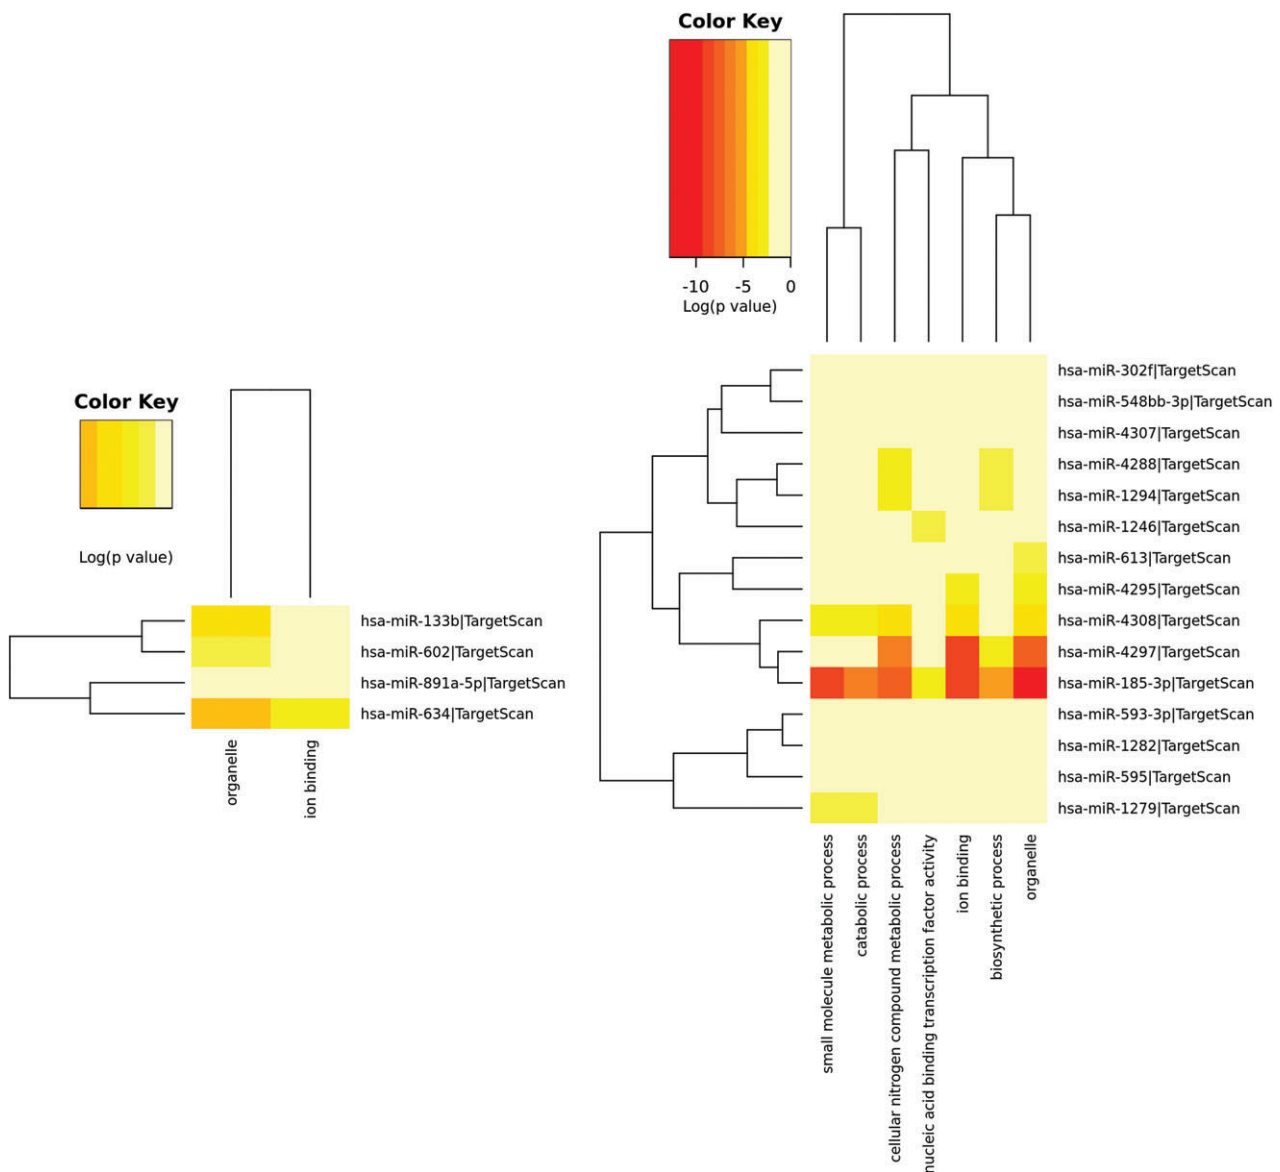 Color Key
Log(p value)
hsa-miR-133b|TargetScan
hsa-miR-602|TargetScan
hsa-miR-891a-5p|TargetScan
hsa-miR-634|TargetScan
organelle
ion binding
Color Key
-10 -5 0
Log(p value)
hsa-miR-302f|TargetScan
hsa-miR-548bb-3p|TargetScan
hsa-miR-4307|TargetScan
hsa-miR-4288|TargetScan
hsa-miR-1294|TargetScan
hsa-miR-1246|TargetScan
hsa-miR-613|TargetScan
hsa-miR-4295|TargetScan
hsa-miR-4308|TargetScan
hsa-miR-4297|TargetScan
hsa-miR-185-3p|TargetScan
hsa-miR-593-3p|TargetScan
hsa-miR-1282|TargetScan
hsa-miR-595|TargetScan
hsa-miR-1279|TargetScan
small molecule metabolic process
catabolic process
cellular nitrogen compound metabolic process
nucleic acid binding transcription factor activity
ion binding
biosynthetic process
organelle